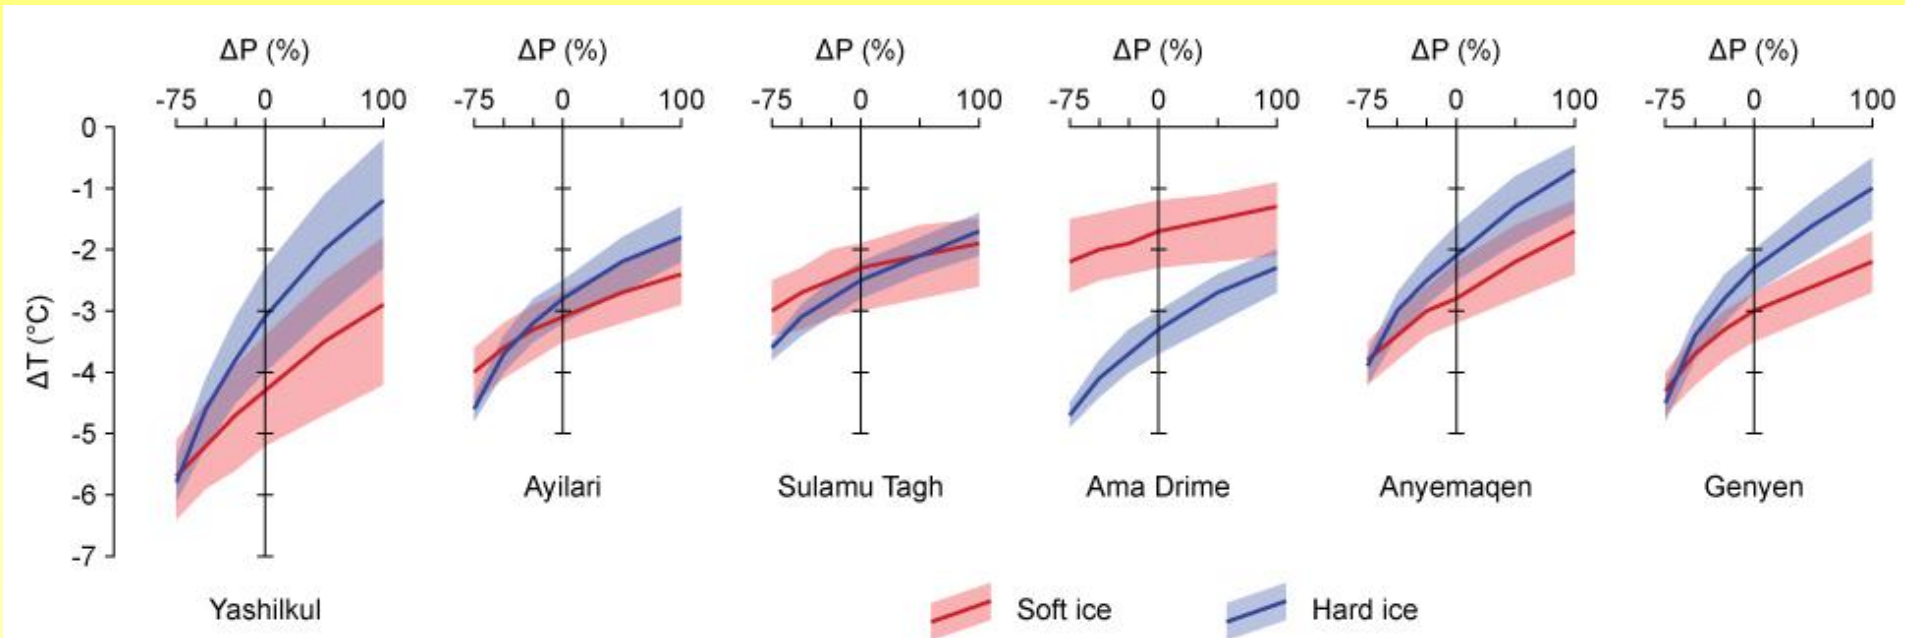 ΔP (%) ΔP (%) ΔP (%) ΔP (%) ΔP (%) ΔP (%)
-75 0 100 -75 0 100 -75 0 100 -75 0 100 -75 0 100 -75 0 100
0
-1
-2
-3
-4
-5
-6
-7
ΔT (°C)
Ayilari Sulamu Tagh Ama Drime Anyemaqen Genyen
Yashilkul
Soft ice Hard ice